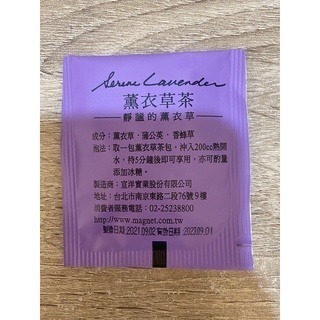 Serene Lavender
薰衣草茶
靜謐的薰衣草
成分：薰衣草．蒲公英．香蜂草
泡法：取一包薰衣草茶包，沖入200cc熱開
水，待5分鐘後即可享用，亦可酌量
添加冰糖。
製造商：宜洋實業股份有限公司
地址：台北市南京東路二段76號9樓
消費者服務電話：02-25238800
http://www.magnet.com.tw
製造日期2021.09.02 有效日期 2023.09.01